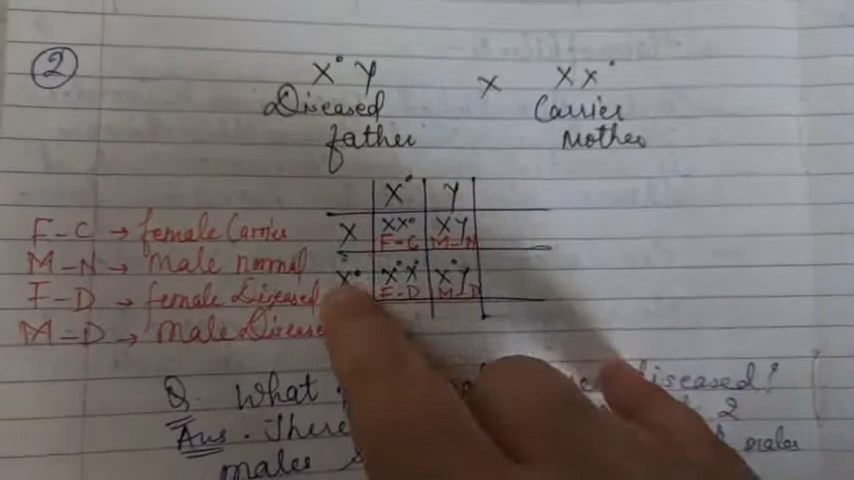 2
X° Y x X X°
Diseased Carrier
father Mother
X° Y
F-C → female Carrier X XX° XY
F-C M-N
M-N → Male normal
X° X°X° X°Y
F-D → female Diseased F-D M-D
M-D → Male Diseased
Q. What diseased?
Ans. There 2
males males